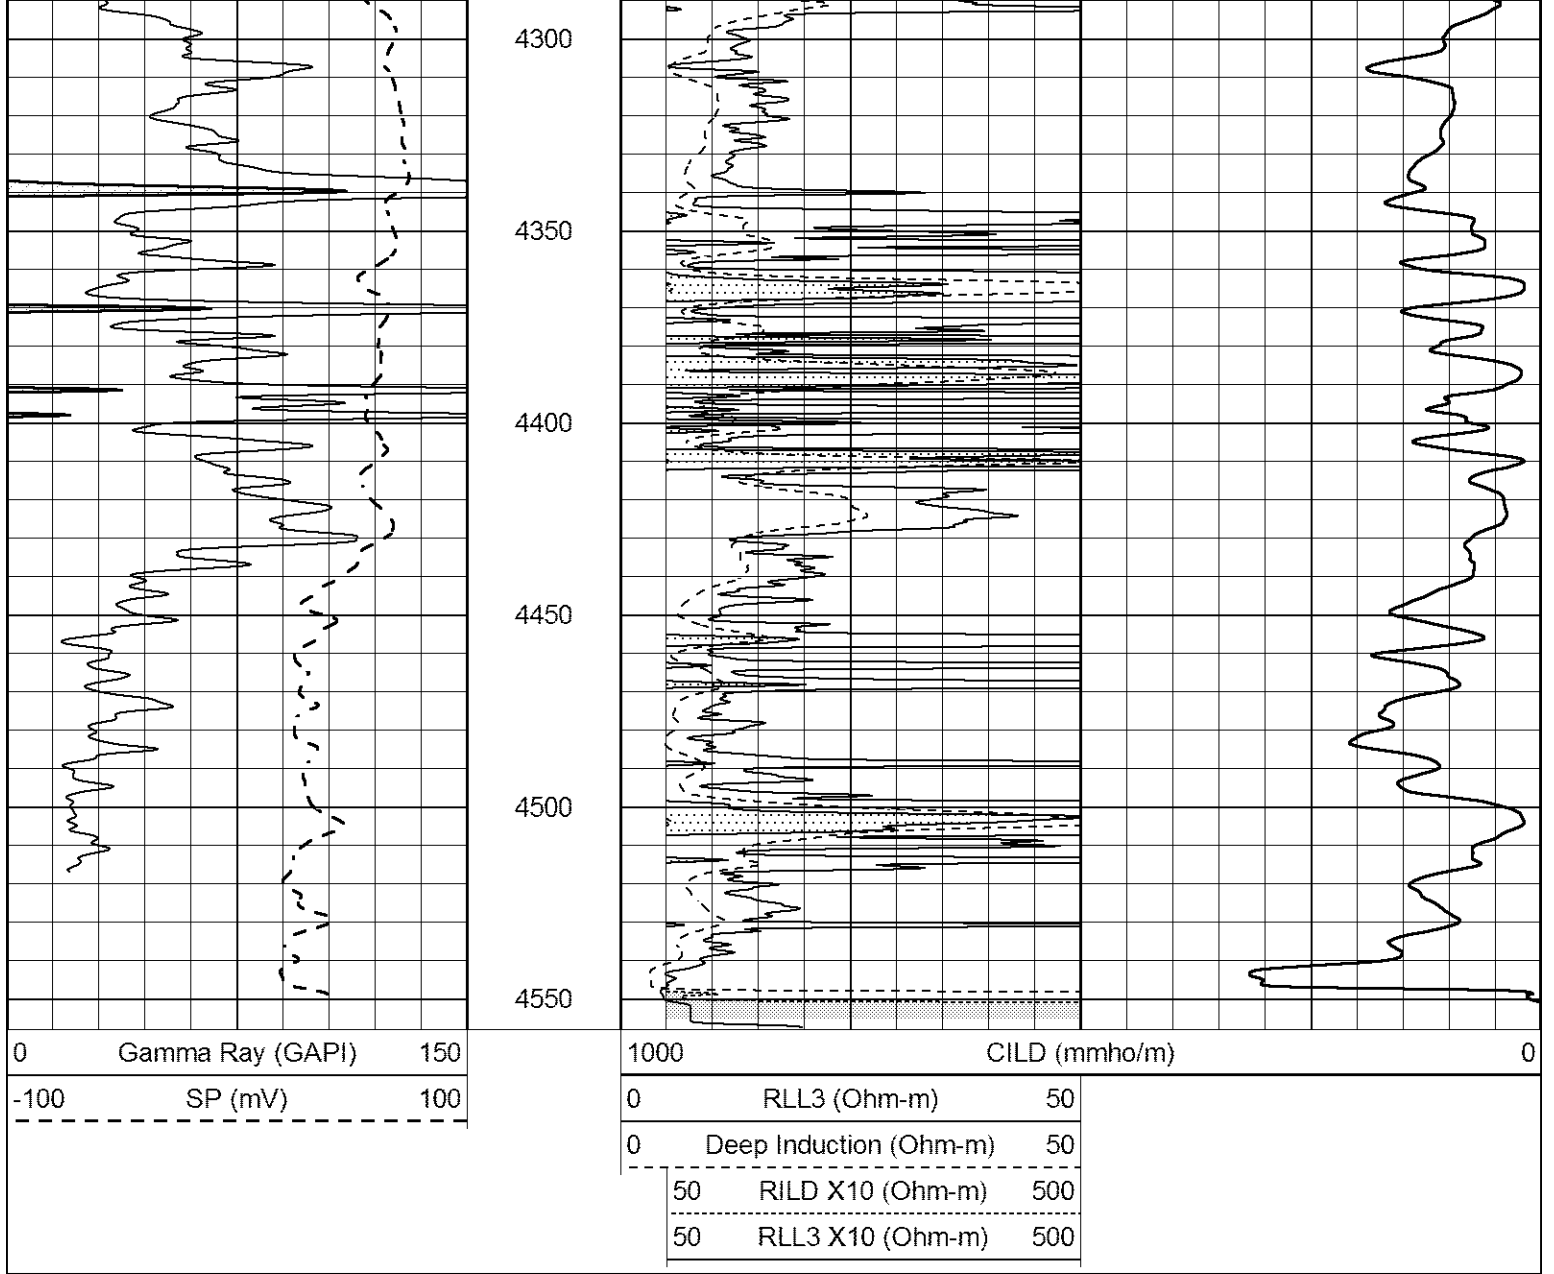 4300
4350
4400
4450
4500
4550
0 Gamma Ray (GAPI) 150
1000 CILD (mmho/m) 0
-100 SP (mV) 100
0 RLL3 (Ohm-m) 50
0 Deep Induction (Ohm-m) 50
50 RILD X10 (Ohm-m) 500
50 RLL3 X10 (Ohm-m) 500